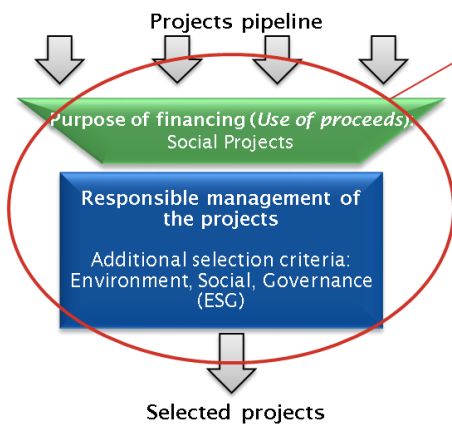 Projects pipeline
Purpose of financing (Use of proceeds):
Social Projects
Responsible management of
the projects
Additional selection criteria:
Environment, Social, Governance
(ESG)
Selected projects